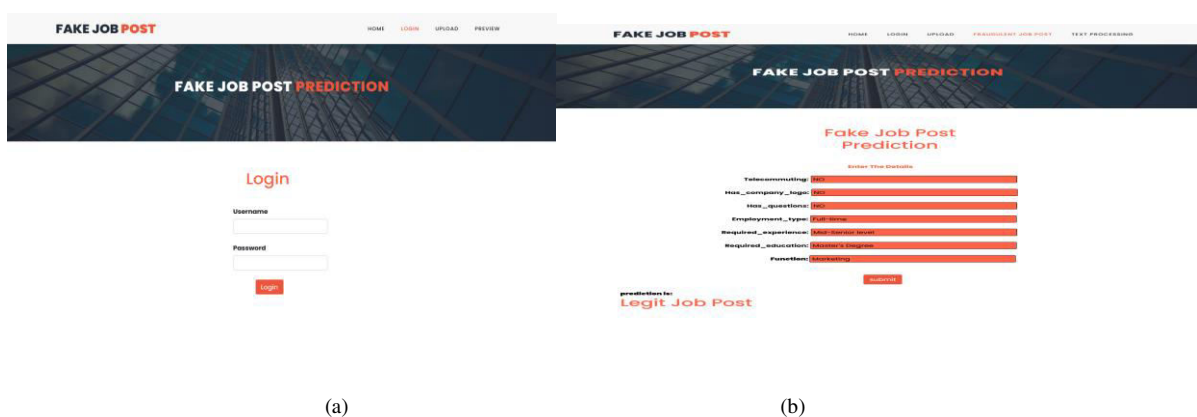 FAKE JOB POST
HOME LOGIN UPLOAD PREVIEW
FAKE JOB POST PREDICTION
Login
Username
Password
Login
(a)
FAKE JOB POST
HOME LOGIN UPLOAD FRAUDULENT JOB POST TEXT PROCESSING
FAKE JOB POST PREDICTION
Fake Job Post
Prediction
Enter The Details
Telecommuting: NO
Has_company_logo: NO
Has_questions: NO
Employment_type: Full-time
Required_experience: Mid-Senior level
Required_education: Master's Degree
Function: Marketing
submit
prediction is:
Legit Job Post
(b)